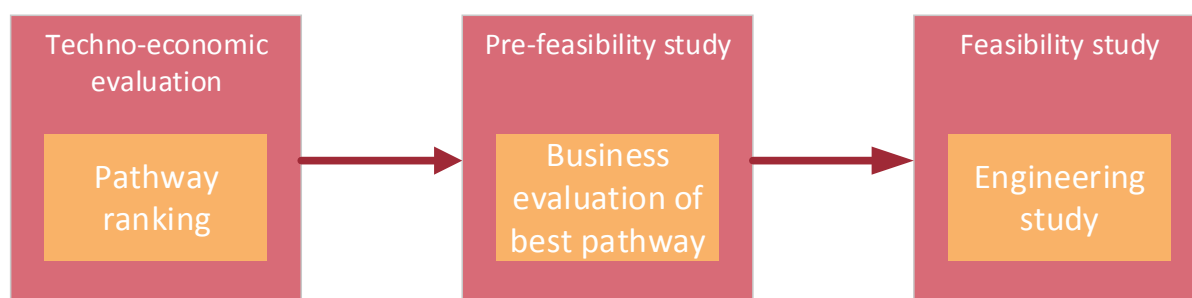 Techno-economic
evaluation
Pathway
ranking
Pre-feasibility study
Business
evaluation of
best pathway
Feasibility study
Engineering
study